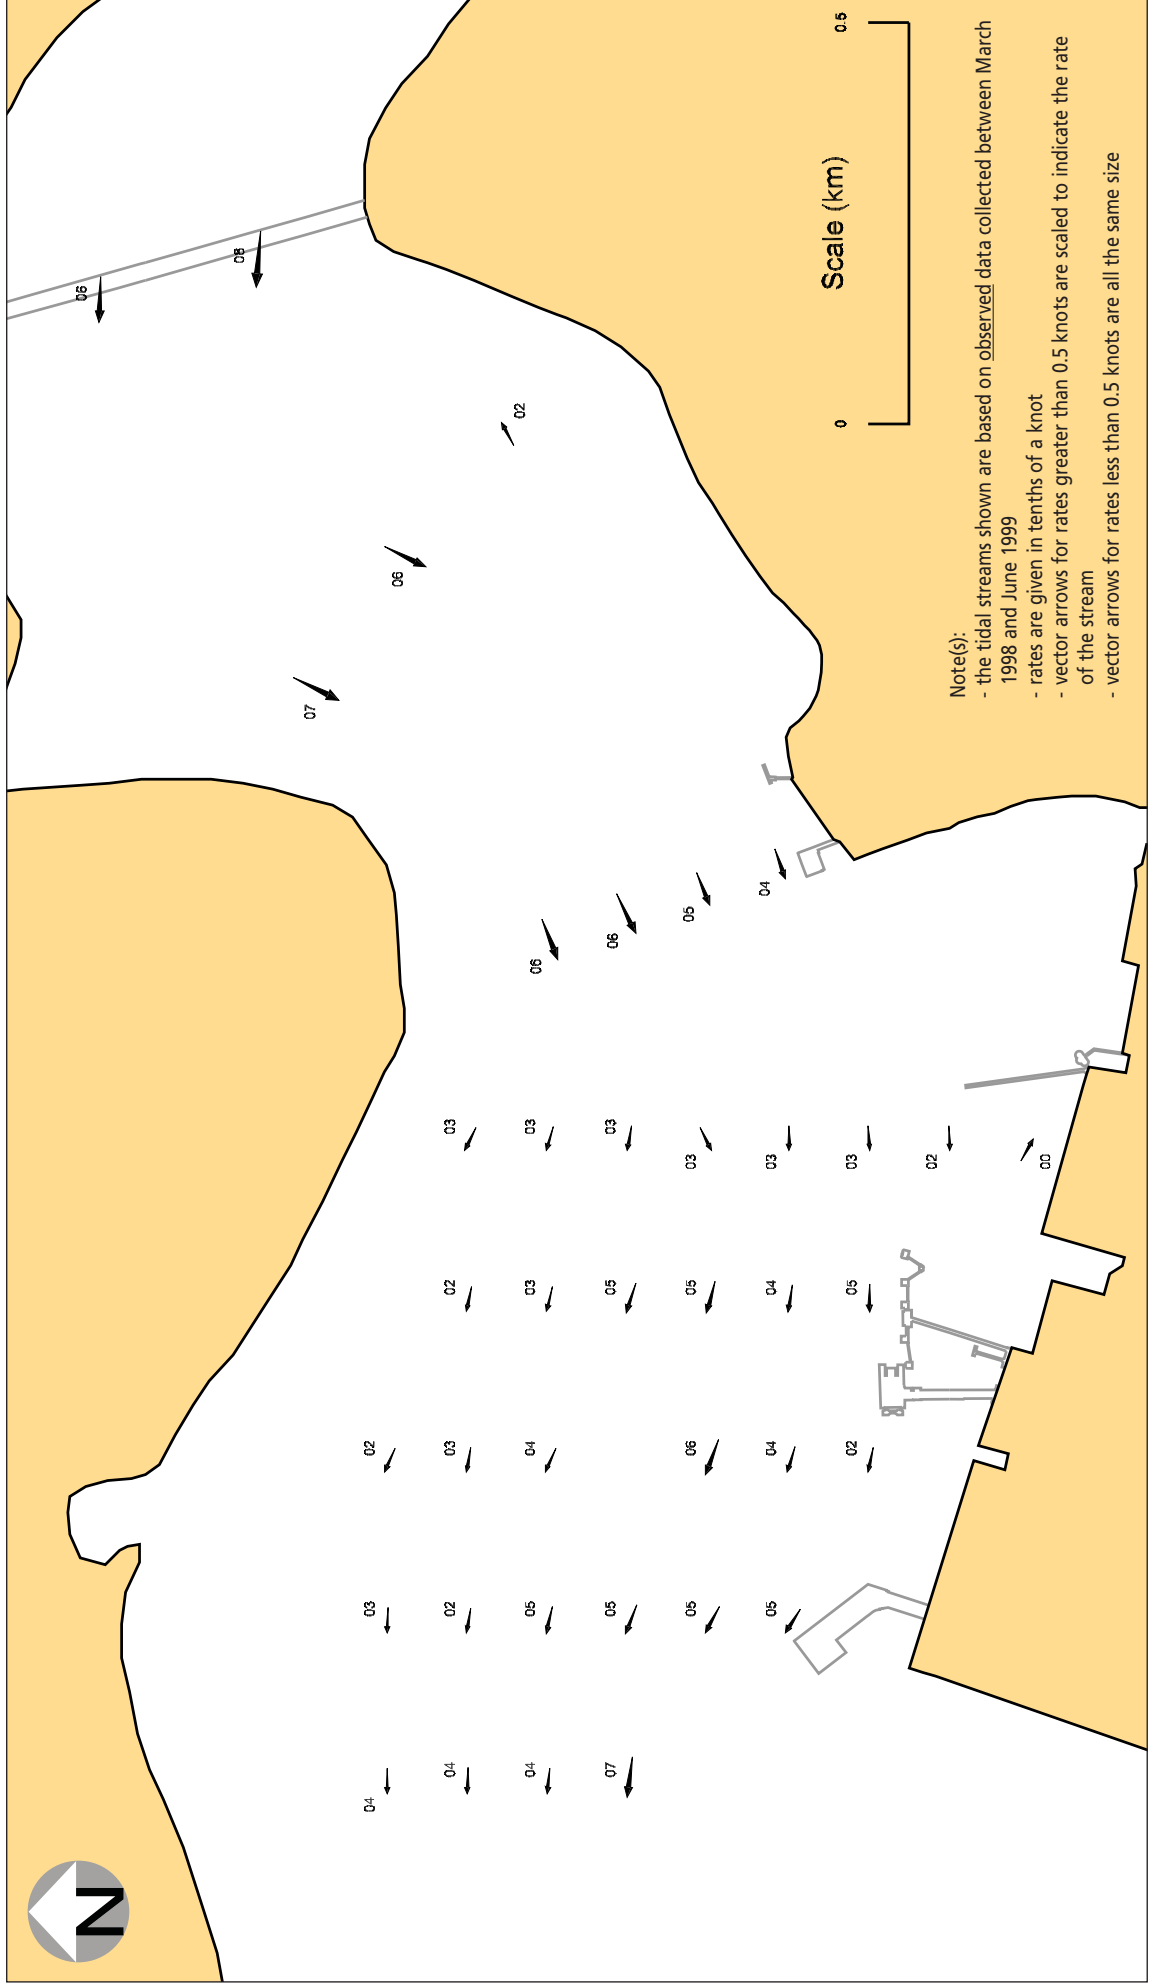 N
06
08
07
04 03 02
06
04 02 03 02 03
02
04 05 04 03 03 06
07 05 05 03 06
05 06 05 03 05
05 04 04 03 04
02 05 03
02
00
Scale (km)
0 0.5
Note(s):
- the tidal streams shown are based on observed data collected between March
1998 and June 1999
- rates are given in tenths of a knot
- vector arrows for rates greater than 0.5 knots are scaled to indicate the rate
of the stream
- vector arrows for rates less than 0.5 knots are all the same size